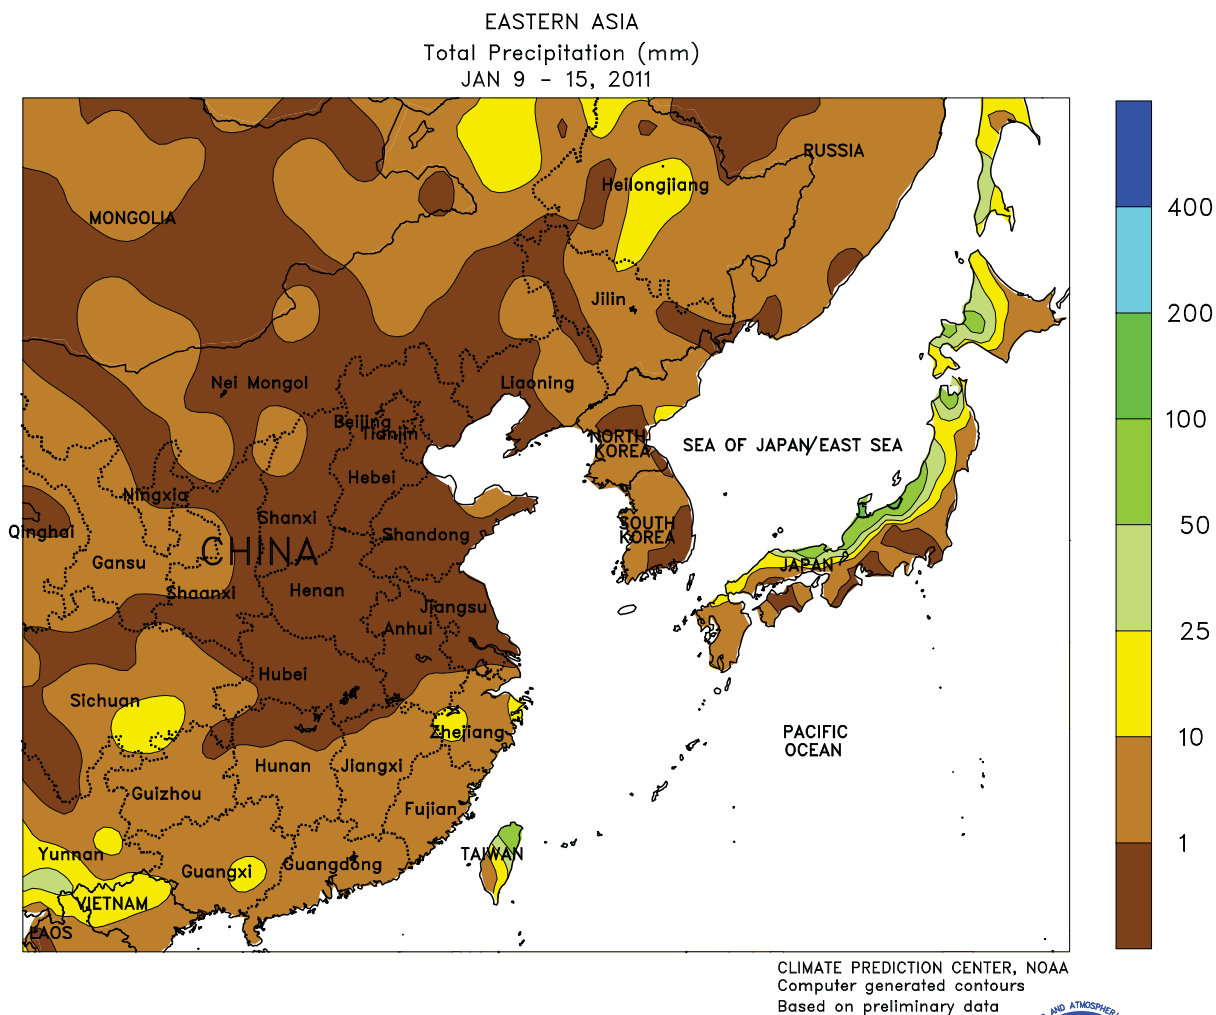 EASTERN ASIA
Total Precipitation (mm)
JAN 9 - 15, 2011
RUSSIA
Heilongjiang
MONGOLIA
400
Jilin
200
Nei Mongol
Liaoning
Beijing
Tianjin
100
NORTH
KOREA
SEA OF JAPAN/EAST SEA
Hebei
Ningxia
Shanxi
50
SOUTH
KOREA
Qinghai
Shandong
CHINA
Gansu
JAPAN
Shaanxi
Henan
Jiangsu
Anhui
25
Hubei
Sichuan
Zhejiang
PACIFIC
OCEAN
10
Hunan
Jiangxi
Guizhou
Fujian
1
Yunnan
TAIWAN
Guangxi
Guangdong
VIETNAM
LAOS
CLIMATE PREDICTION CENTER, NOAA
Computer generated contours
Based on preliminary data
AND ATMOSPHERI